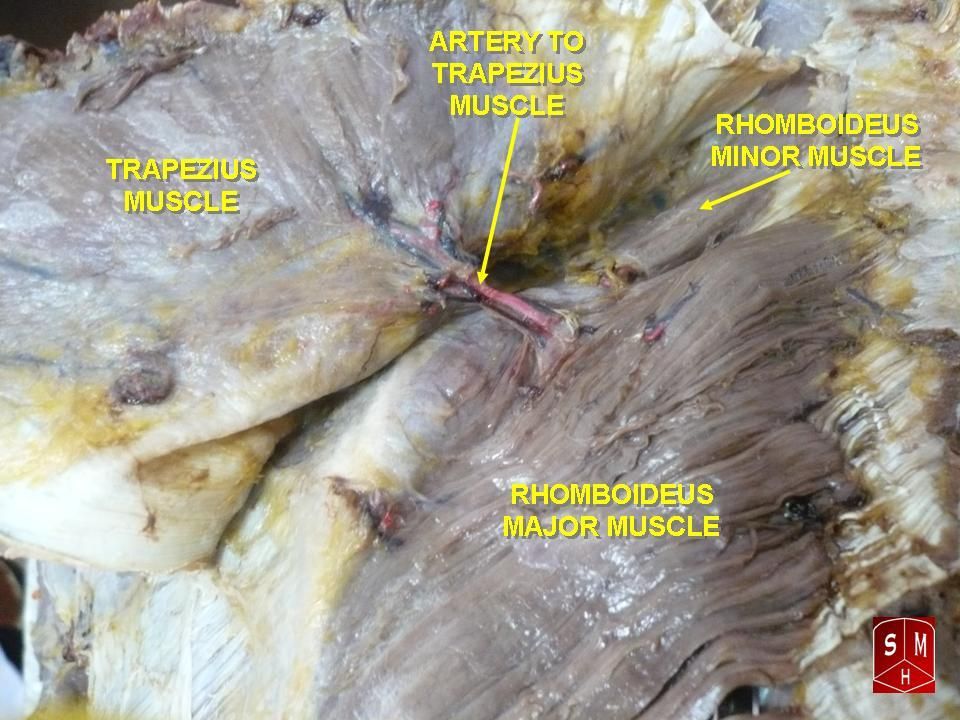 ARTERY TO
TRAPEZIUS
MUSCLE
RHOMBOIDEUS
MINOR MUSCLE
TRAPEZIUS
MUSCLE
RHOMBOIDEUS
MAJOR MUSCLE
S M
H